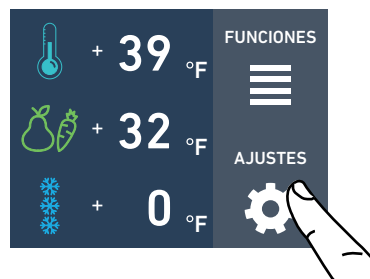 + 39 °F
+ 32 °F
+ 0 °F
FUNCIONES
AJUSTES